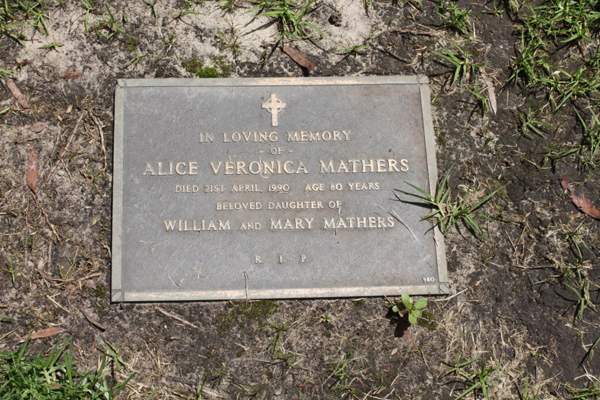 IN LOVING MEMORY
- OF -
ALICE VERONICA MATHERS
DIED 21ST APRIL, 1990 AGE 80 YEARS
BELOVED DAUGHTER OF
WILLIAM AND MARY MATHERS
R. I. P.